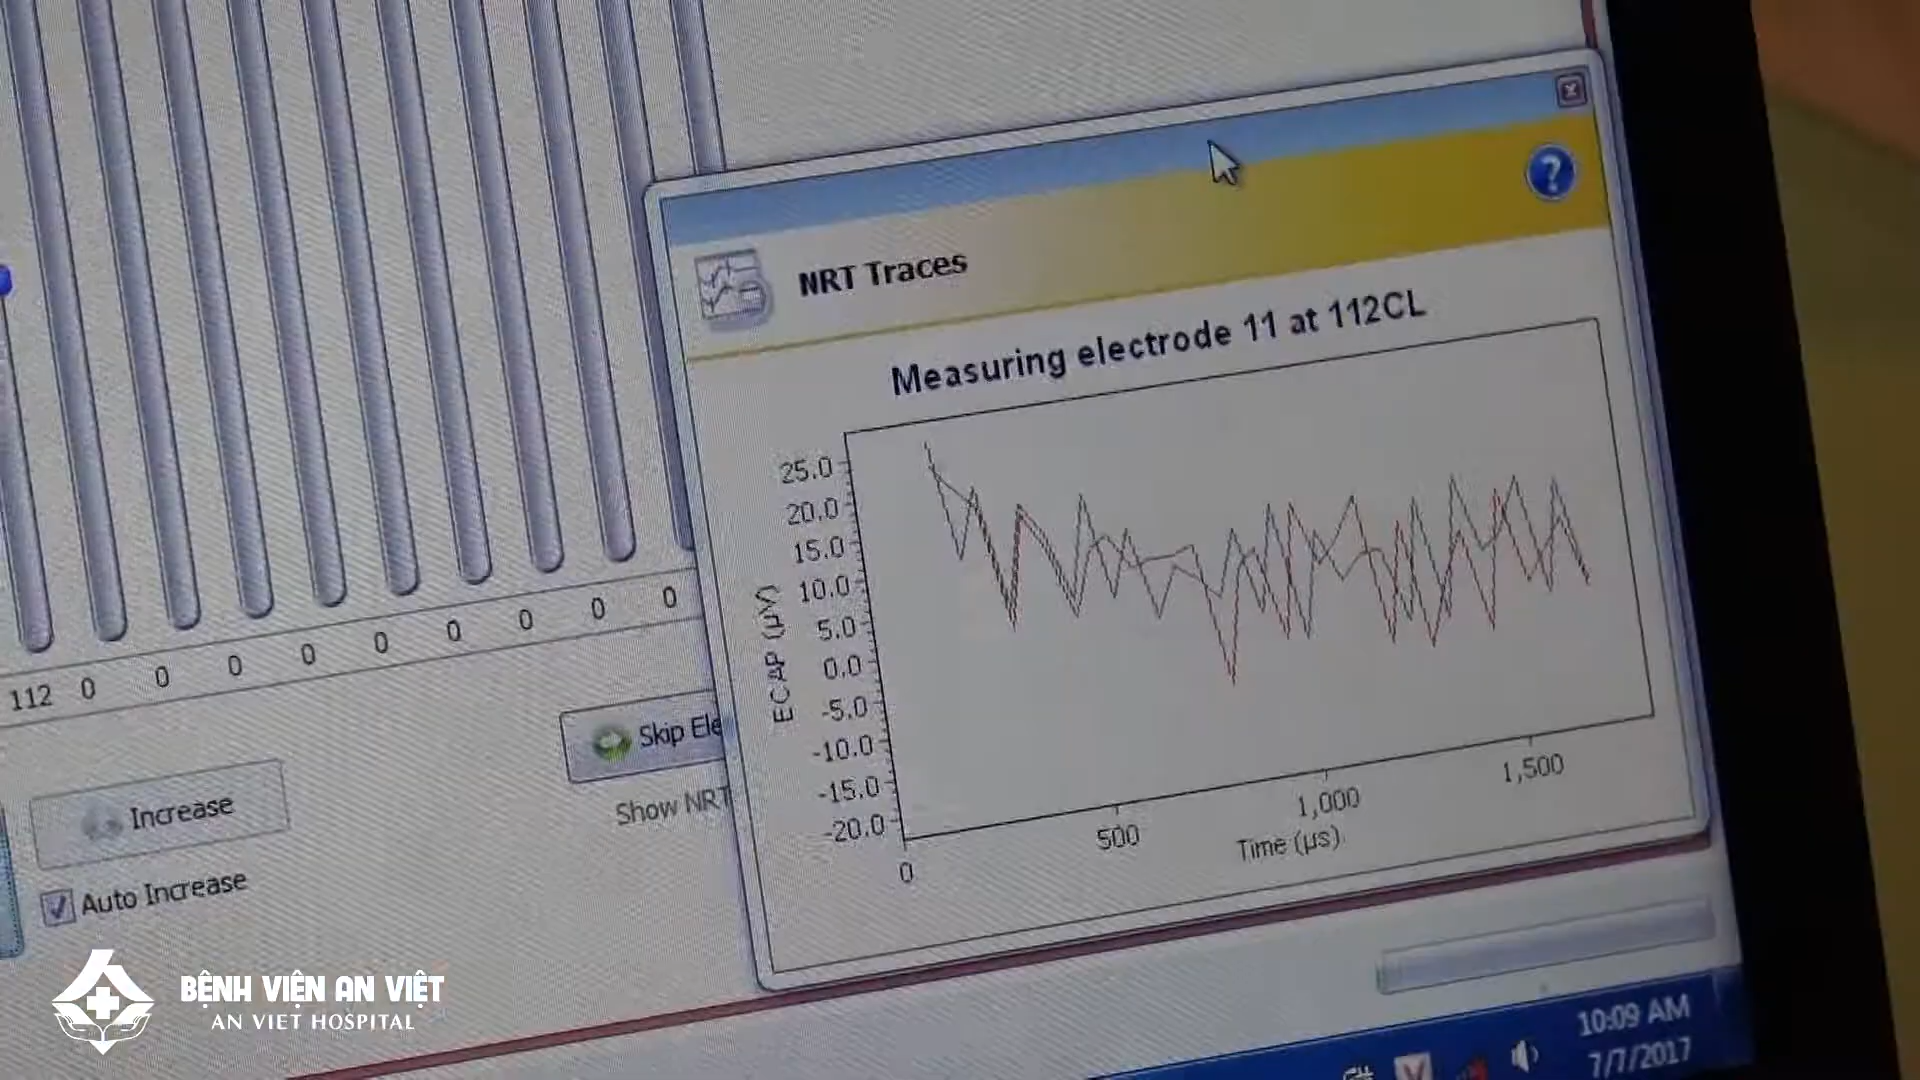 NRT Traces
Measuring electrode 11 at 112CL
25.0
20.0
15.0
10.0
5.0
0.0
-5.0
-10.0
-15.0
-20.0
ECAP (µV)
0
500
1,000
1,500
Time (µs)
112 0 0 0 0 0 0 0 0 0
Skip Ele
Show NRT
Increase
Auto Increase
BỆNH VIỆN AN VIỆT
AN VIET HOSPITAL
10:09 AM
7/7/2017